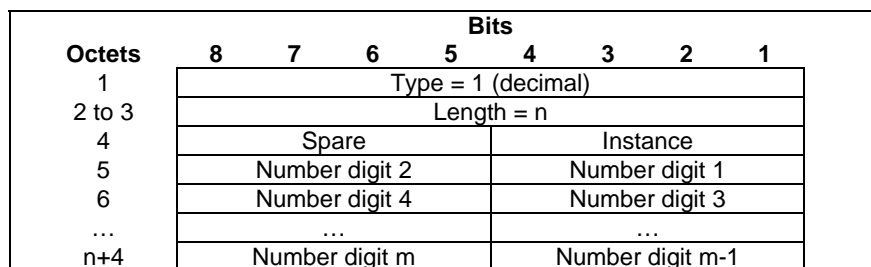 Bits
Octets 8 7 6 5 4 3 2 1
1 Type = 1 (decimal)
2 to 3 Length = n
4 Spare Instance
5 Number digit 2 Number digit 1
6 Number digit 4 Number digit 3
… … …
n+4 Number digit m Number digit m-1